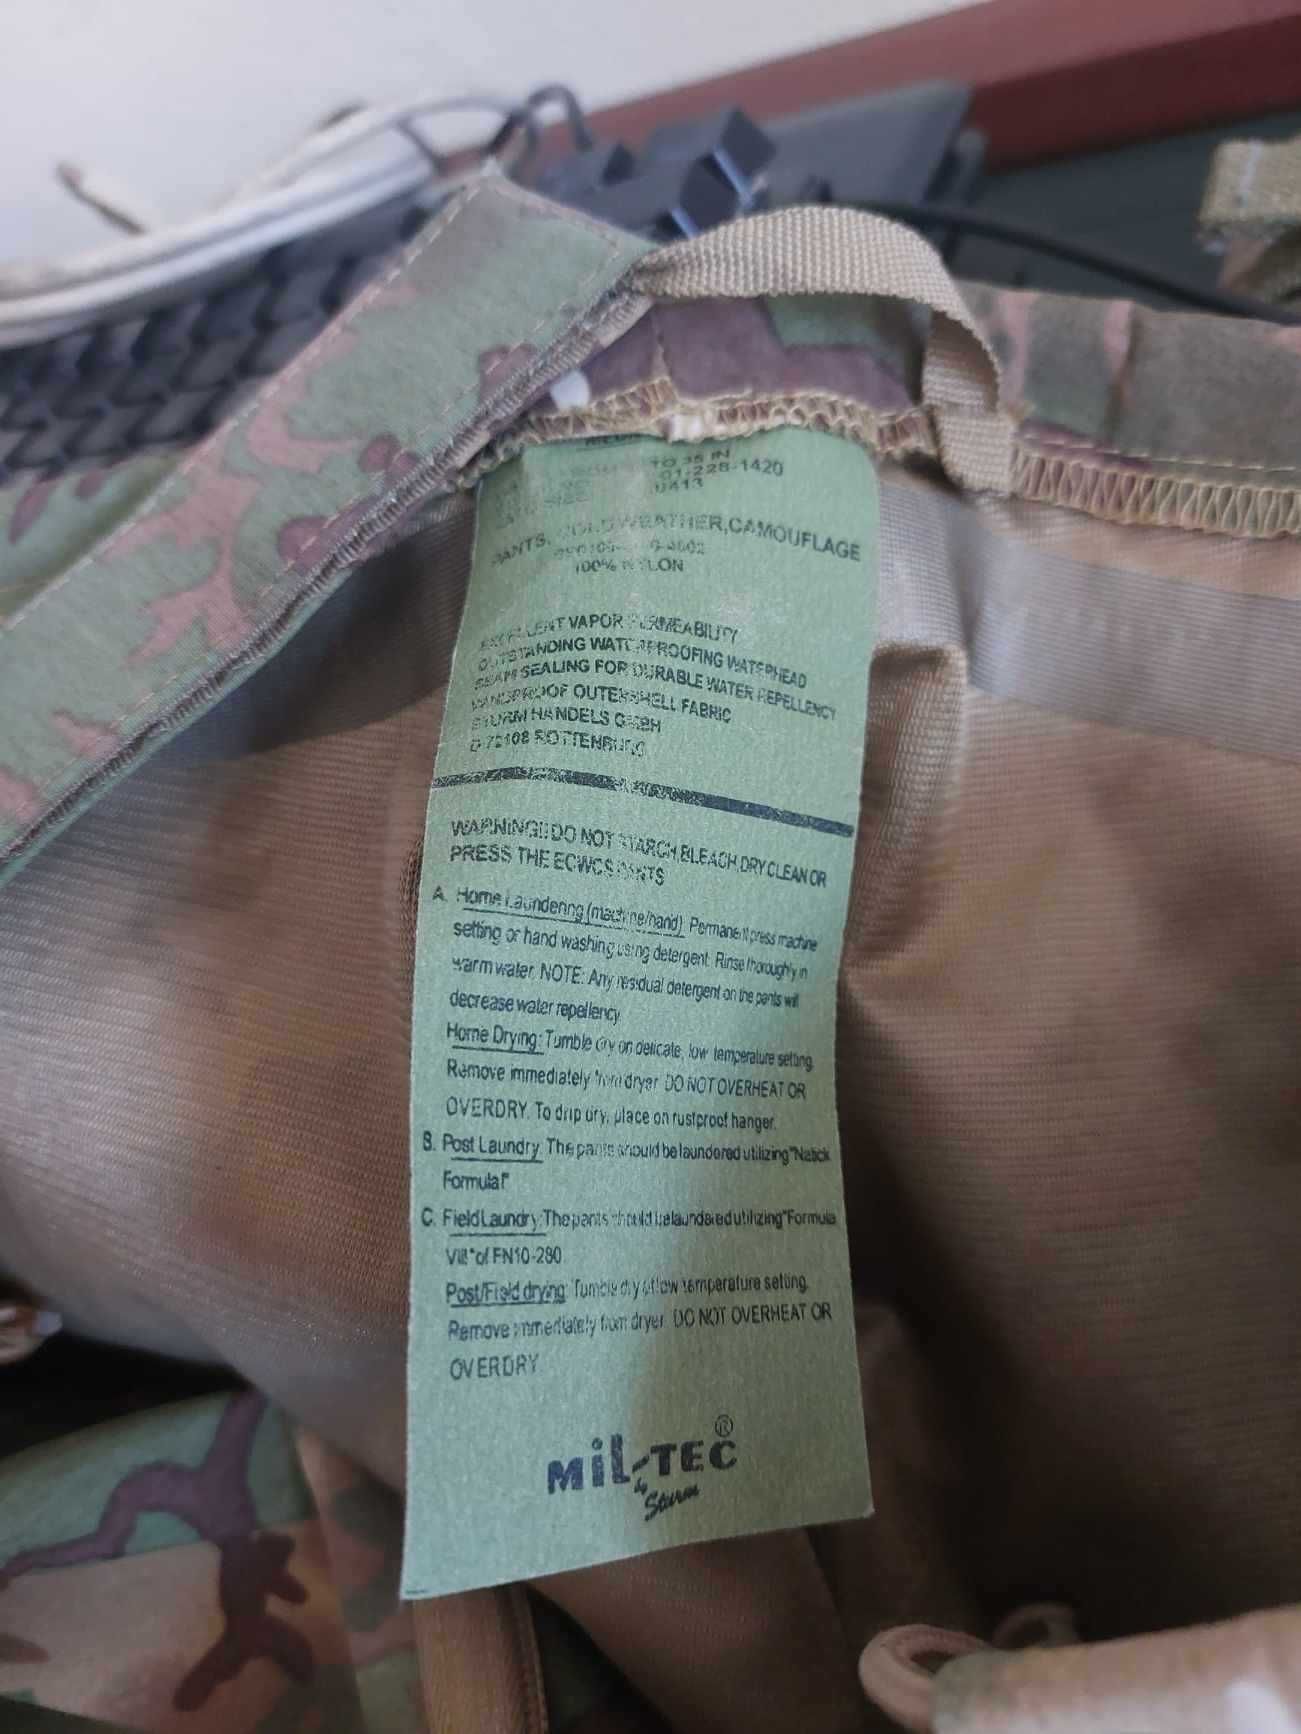 TO 35 IN
01-228-1420
PANTS, COLD WEATHER,CAMOUFLAGE
100% NYLON
EXCELLENT VAPOR PERMEABILITY
OUTSTANDING WATERPROOFING WATERHEAD
SEAM SEALING FOR DURABLE WATER REPELLENCY
WINDPROOF OUTERSHELL FABRIC
STURM HANDELS GMBH
D-72108 ROTTENBURG
WARNING!! DO NOT STARCH,BLEACH,DRY CLEAN OR
PRESS THE ECWCS PANTS
A. Home Laundering (machine/hand): Permanent press machine
setting or hand washing using detergent. Rinse thoroughly in
warm water. NOTE: Any residual detergent on the pants will
decrease water repellency.
Home Drying: Tumble dry on delicate, low temperature setting.
Remove immediately from dryer. DO NOT OVERHEAT OR
OVERDRY. To drip dry, place on rustproof hanger.
B. Post Laundry: The pants should be laundered utilizing "Natick
Formula I"
C. Field Laundry: The pants should be laundered utilizing "Formula
VIII" of FN10-280.
Post/Field drying: Tumble dry at low temperature setting.
Remove immediately from dryer. DO NOT OVERHEAT OR
OVERDRY
MiL-TEC®
by Sturm